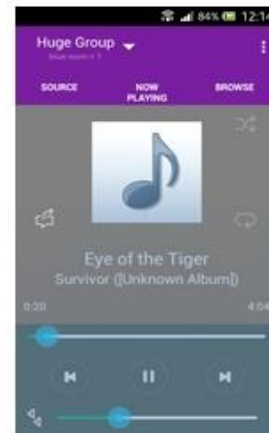 84% 12:14
Huge Group
SOURCE
NOW
PLAYING
BROWSE
Eye of the Tiger
Survivor ([Unknown Album])
0:20
4:04